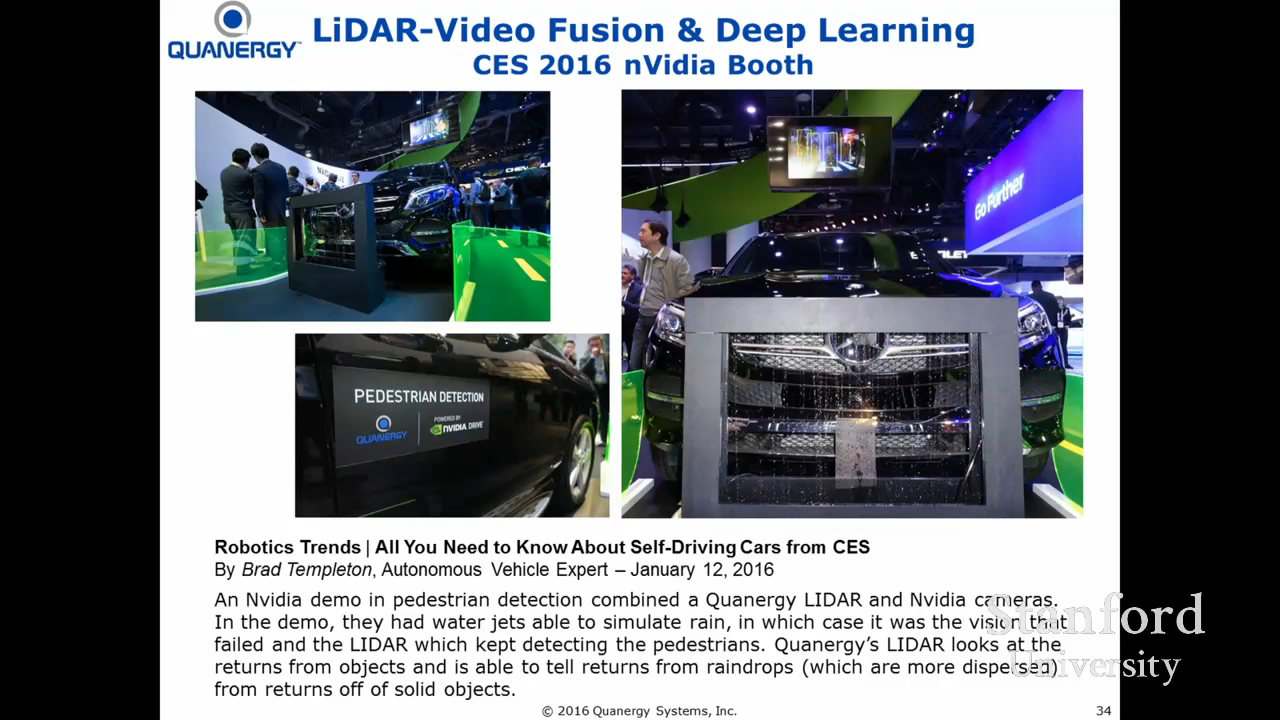 QUANERGY™
LiDAR-Video Fusion & Deep Learning
CES 2016 nVidia Booth
Go Further
PEDESTRIAN DETECTION
QUANERGY
POWERED BY
NVIDIA DRIVE
Robotics Trends | All You Need to Know About Self-Driving Cars from CES
By Brad Templeton, Autonomous Vehicle Expert – January 12, 2016
An Nvidia demo in pedestrian detection combined a Quanergy LIDAR and Nvidia cameras.
In the demo, they had water jets able to simulate rain, in which case it was the vision that
failed and the LIDAR which kept detecting the pedestrians. Quanergy's LIDAR looks at the
returns from objects and is able to tell returns from raindrops (which are more dispersed)
from returns off of solid objects.
Stanford
University
© 2016 Quanergy Systems, Inc.
34